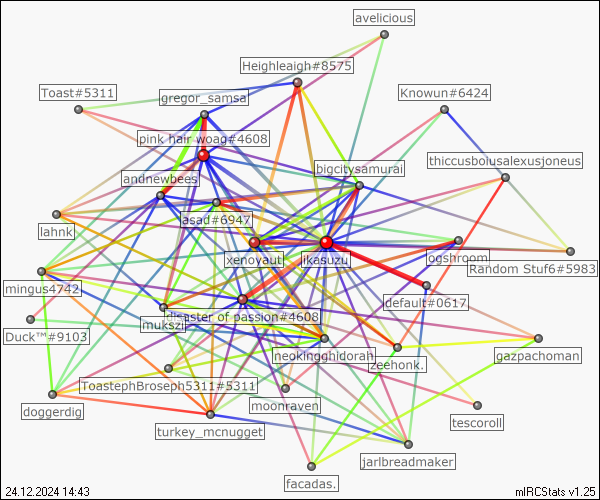 avelicious
Heighleaigh#8575
Toast#5311
gregor_samsa
Knowun#6424
pink hair woag#4608
thiccusboiusalexusjoneus
bigcitysamurai
andnewbees
lahnk
asad#6947
xenoyaut
ikasuzu
ogshroom
Random Stuf6#5983
mingus4742
default#0617
mukszi
disaster of passion#4608
Duck™#9103
neokingghidorah
zeehonk.
gazpachoman
ToastephBroseph5311#5311
doggerdig
moonraven
tescoroll
turkey_mcnugget
jarlbreadmaker
facadas.
24.12.2024 14:43
mIRCStats v1.25